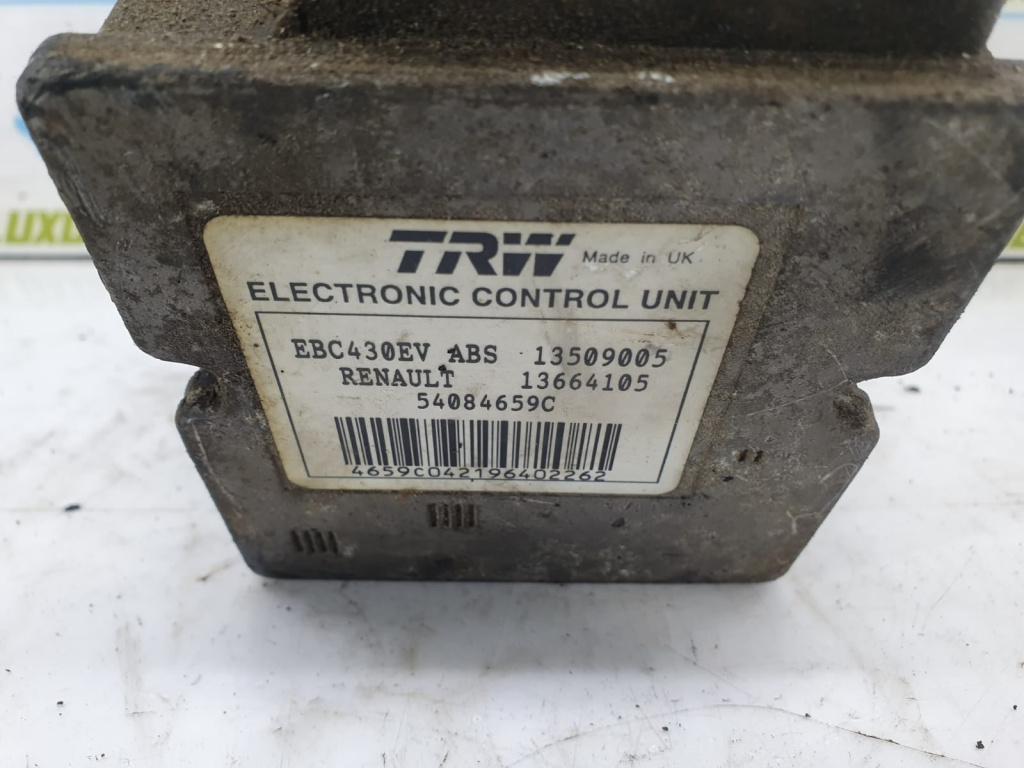 TRW Made in UK
ELECTRONIC CONTROL UNIT
EBC430EV ABS 13509005
RENAULT 13664105
54084659C
4659C042196402262